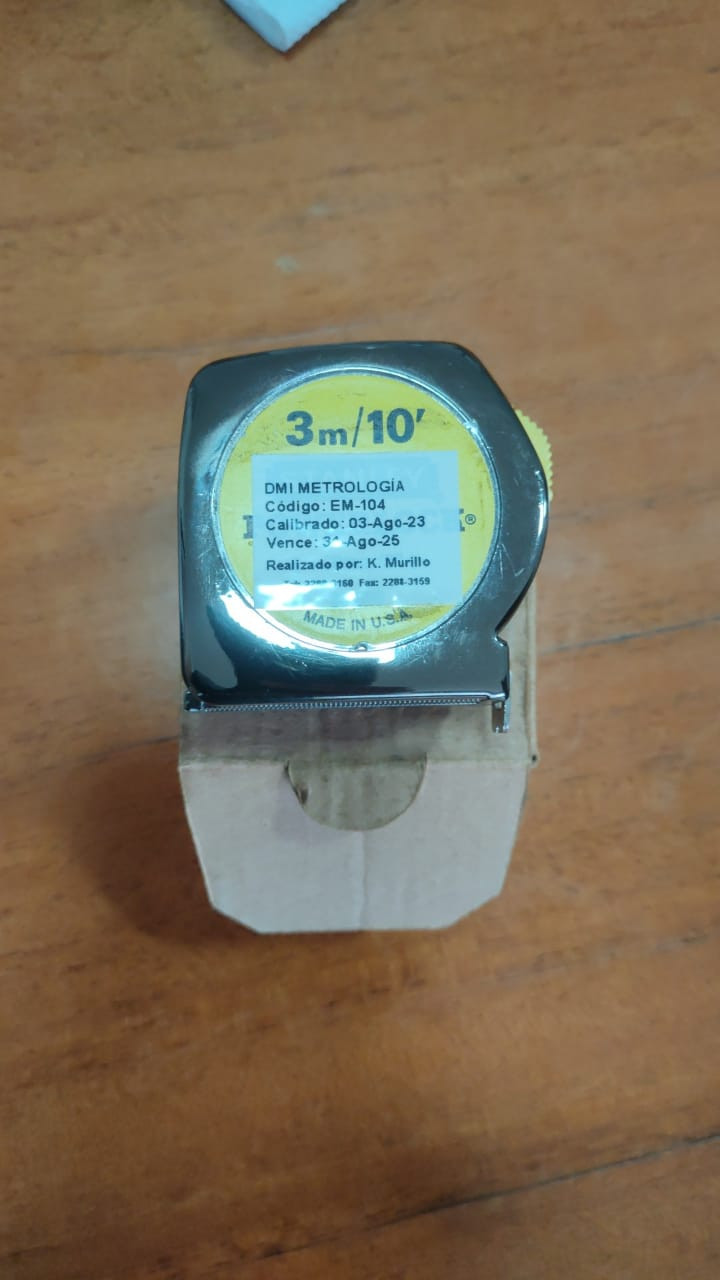 3m/10'
DMI METROLOGÍA
Código: EM-104
Calibrado: 03-Ago-23
Vence: 31-Ago-25
®
Realizado por: K. Murillo
Fax: 2288-3159
MADE IN U.S.A.